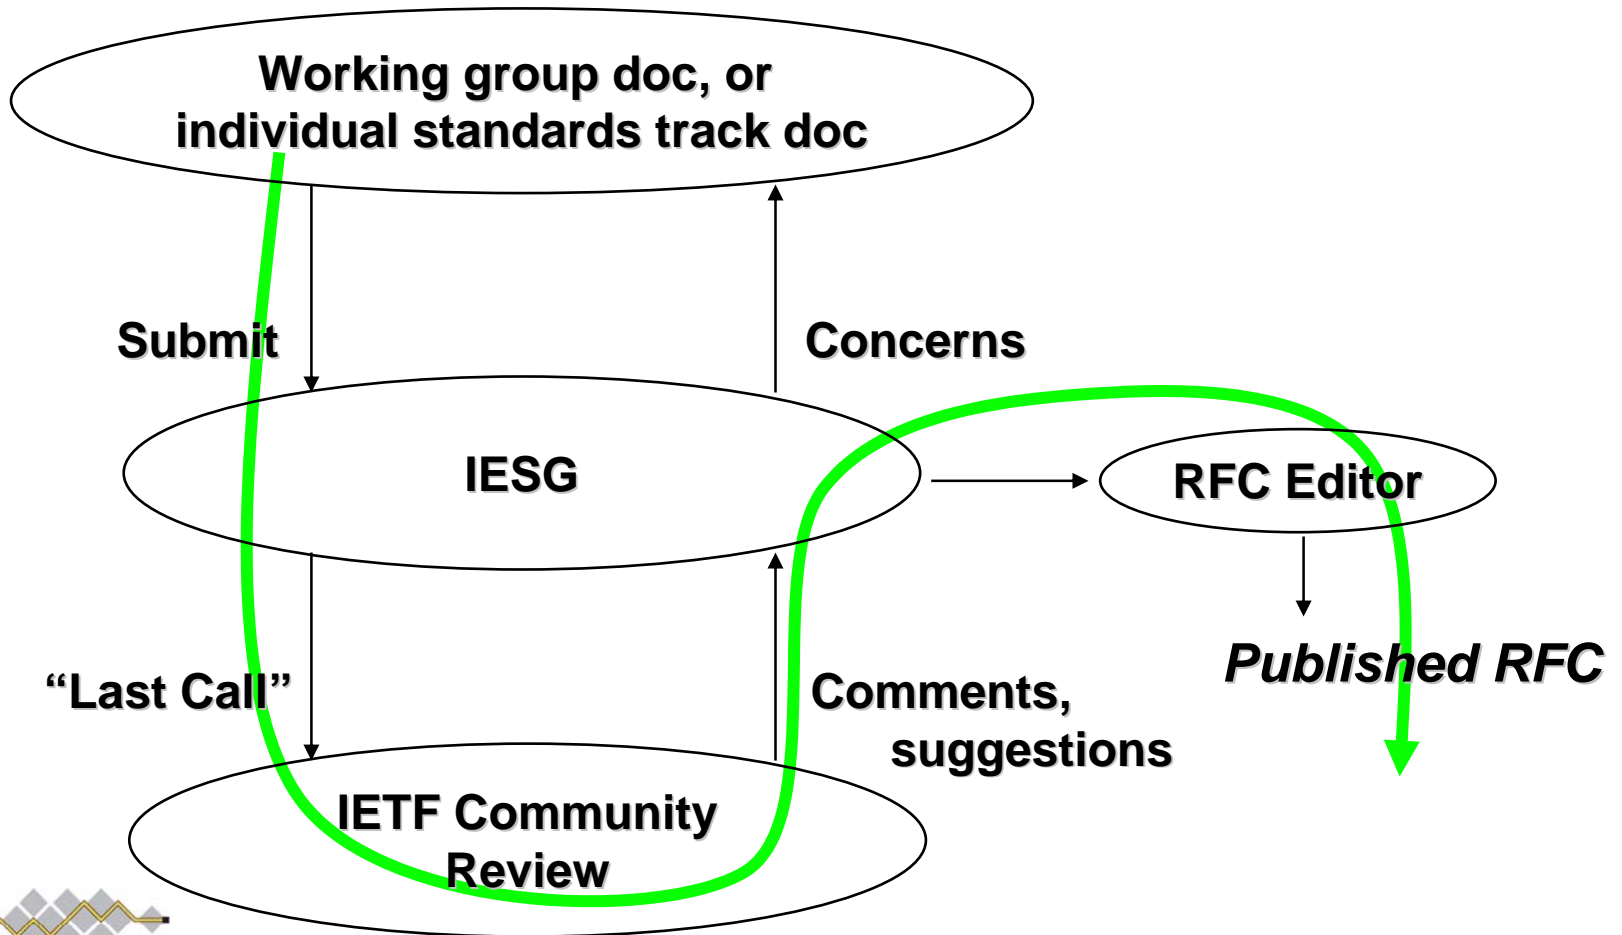 Working group doc, or
individual standards track doc
Submit
Concerns
IESG
RFC Editor
Published RFC
“Last Call”
Comments,
suggestions
IETF Community
Review